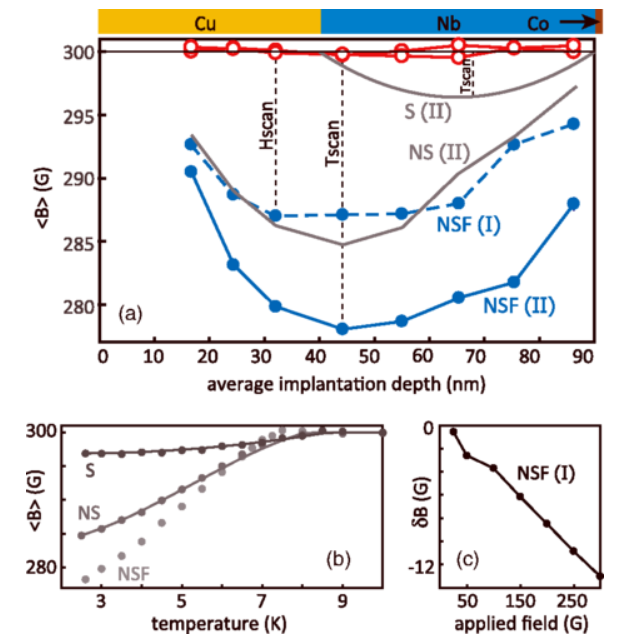 Cu Nb Co
300
295
290
285
280
<B> (G)
Hscan
Tscan
Tscan
S (II)
NS (II)
NSF (I)
NSF (II)
(a)
0 10 20 30 40 50 60 70 80 90
average implantation depth (nm)
300
280
<B> (G)
S
NS
NSF
(b)
3 5 7 9
temperature (K)
0
-12
δB (G)
NSF (I)
(c)
50 150 250
applied field (G)